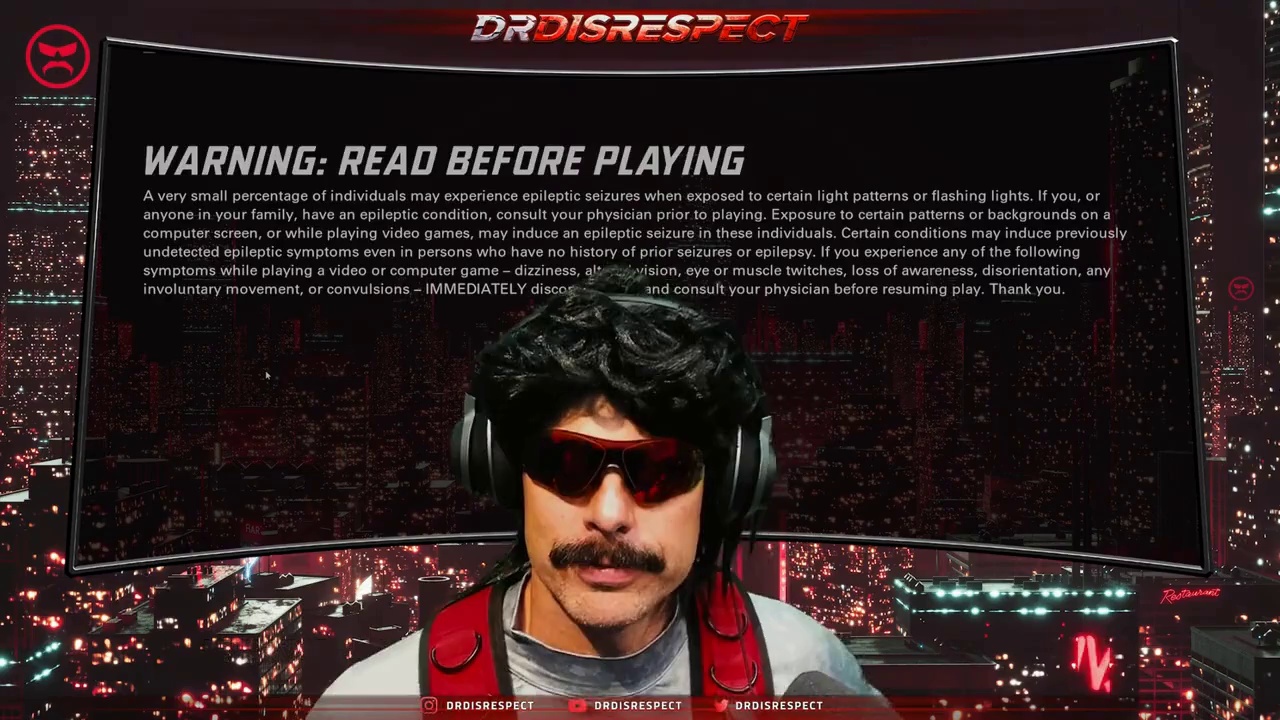 DRDISRESPECT
WARNING: READ BEFORE PLAYING
A very small percentage of individuals may experience epileptic seizures when exposed to certain light patterns or flashing lights. If you, or
anyone in your family, have an epileptic condition, consult your physician prior to playing. Exposure to certain patterns or backgrounds on a
computer screen, or while playing video games, may induce an epileptic seizure in these individuals. Certain conditions may induce previously
undetected epileptic symptoms even in persons who have no history of prior seizures or epilepsy. If you experience any of the following
symptoms while playing a video or computer game – dizziness, vision, eye or muscle twitches, loss of awareness, disorientation, any
involuntary movement, or convulsions – IMMEDIATELY and consult your physician before resuming play. Thank you.
Restaurant
DRDISRESPECT DRDISRESPECT DRDISRESPECT